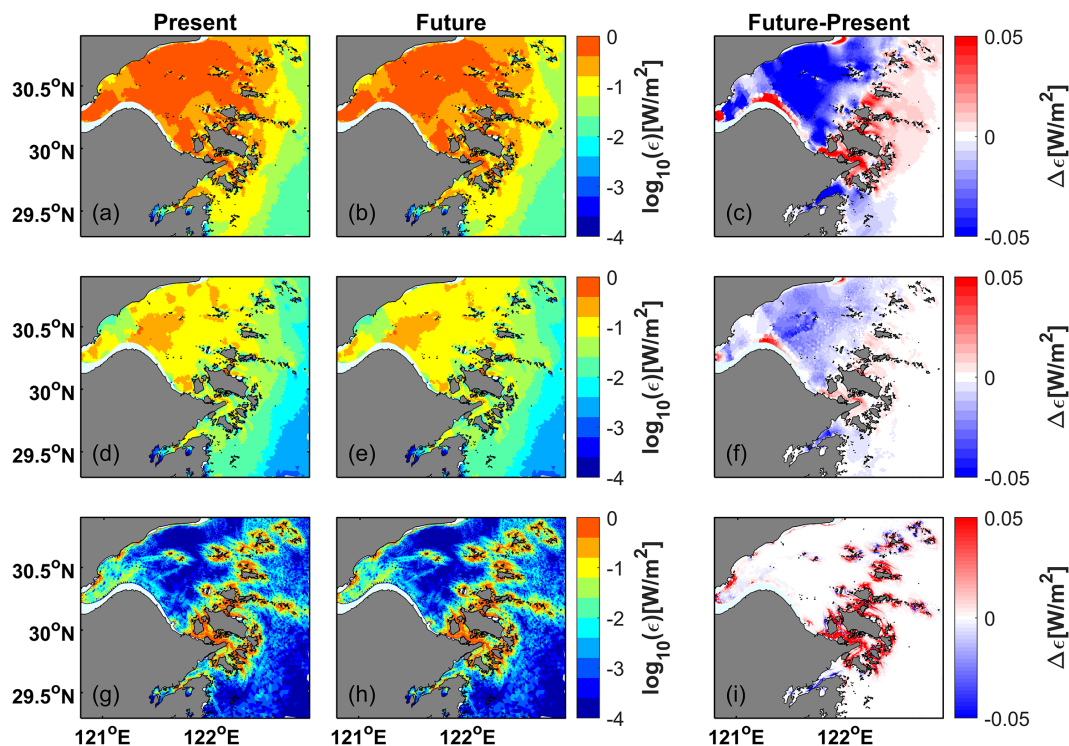 Present Future Future-Present
30.5°N
30°N
29.5°N
(a) (b) (c)
0
-1
-2
-3
-4
log10(ϵ)[W/m2]
0.05
0
-0.05
Δϵ[W/m2]
30.5°N
30°N
29.5°N
(d) (e) (f)
0
-1
-2
-3
-4
log10(ϵ)[W/m2]
0.05
0
-0.05
Δϵ[W/m2]
30.5°N
30°N
29.5°N
(g) (h) (i)
0
-1
-2
-3
-4
log10(ϵ)[W/m2]
0.05
0
-0.05
Δϵ[W/m2]
121°E 122°E 121°E 122°E 121°E 122°E